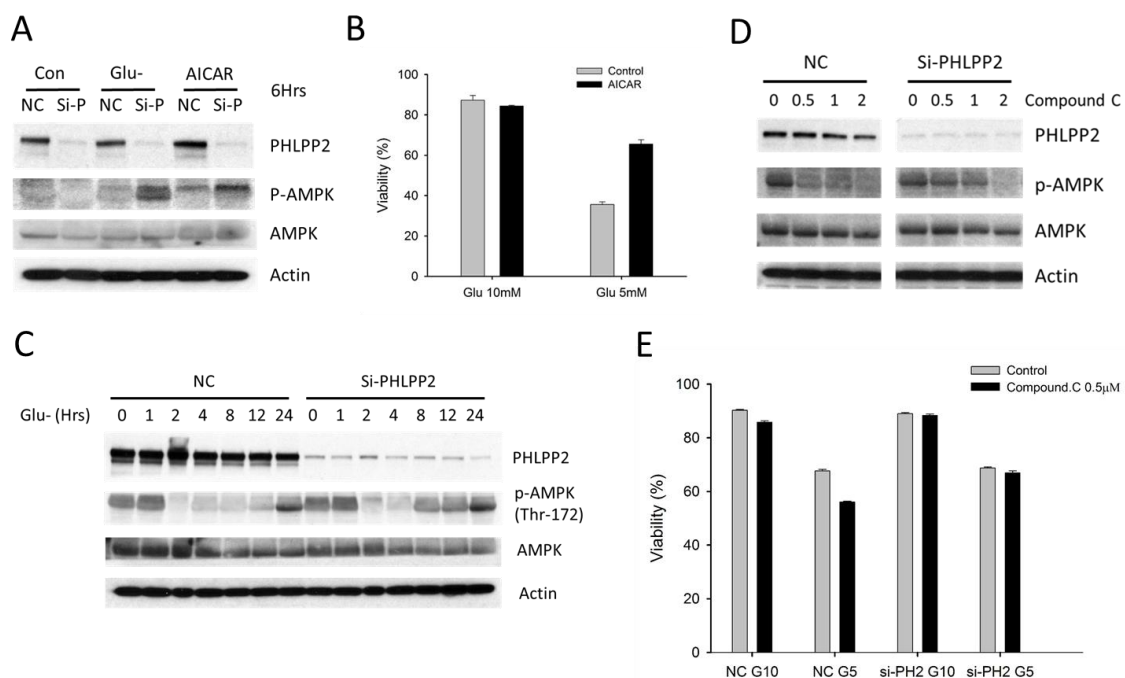 A
Con Glu- AICAR
NC Si-P NC Si-P NC Si-P
6Hrs
PHLPP2
P-AMPK
AMPK
Actin
B
Control
AICAR
100
80
60
40
20
0
Viability (%)
Glu 10mM Glu 5mM
D
NC Si-PHLPP2
0 0.5 1 2 0 0.5 1 2 Compound C
PHLPP2
p-AMPK
AMPK
Actin
C
NC Si-PHLPP2
Glu- (Hrs) 0 1 2 4 8 12 24 0 1 2 4 8 12 24
PHLPP2
p-AMPK
(Thr-172)
AMPK
Actin
E
Control
Compound.C 0.5μM
100
80
60
40
20
0
Viability (%)
NC G10 NC G5 si-PH2 G10 si-PH2 G5